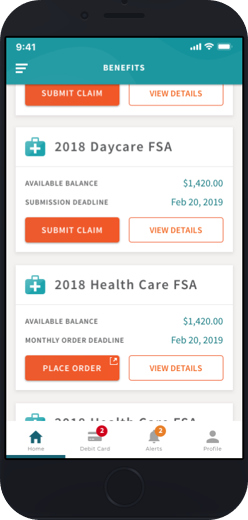 9:41
BENEFITS
SUBMIT CLAIM VIEW DETAILS
2018 Daycare FSA
AVAILABLE BALANCE $1,420.00
SUBMISSION DEADLINE Feb 20, 2019
SUBMIT CLAIM VIEW DETAILS
2018 Health Care FSA
AVAILABLE BALANCE $1,420.00
MONTHLY ORDER DEADLINE Feb 20, 2019
PLACE ORDER VIEW DETAILS
2018 Health Care FSA
2 2
Home Debit Card Alerts Profile